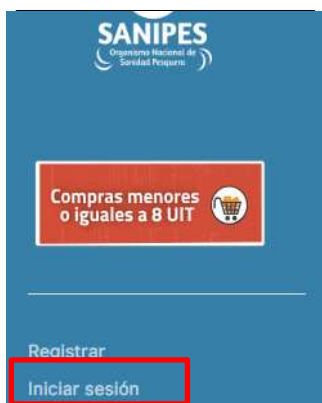 SANIPES
Organismo Nacional de
Sanidad Pesquera
Compras menores
o iguales a 8 UIT
Registrar
Iniciar sesión